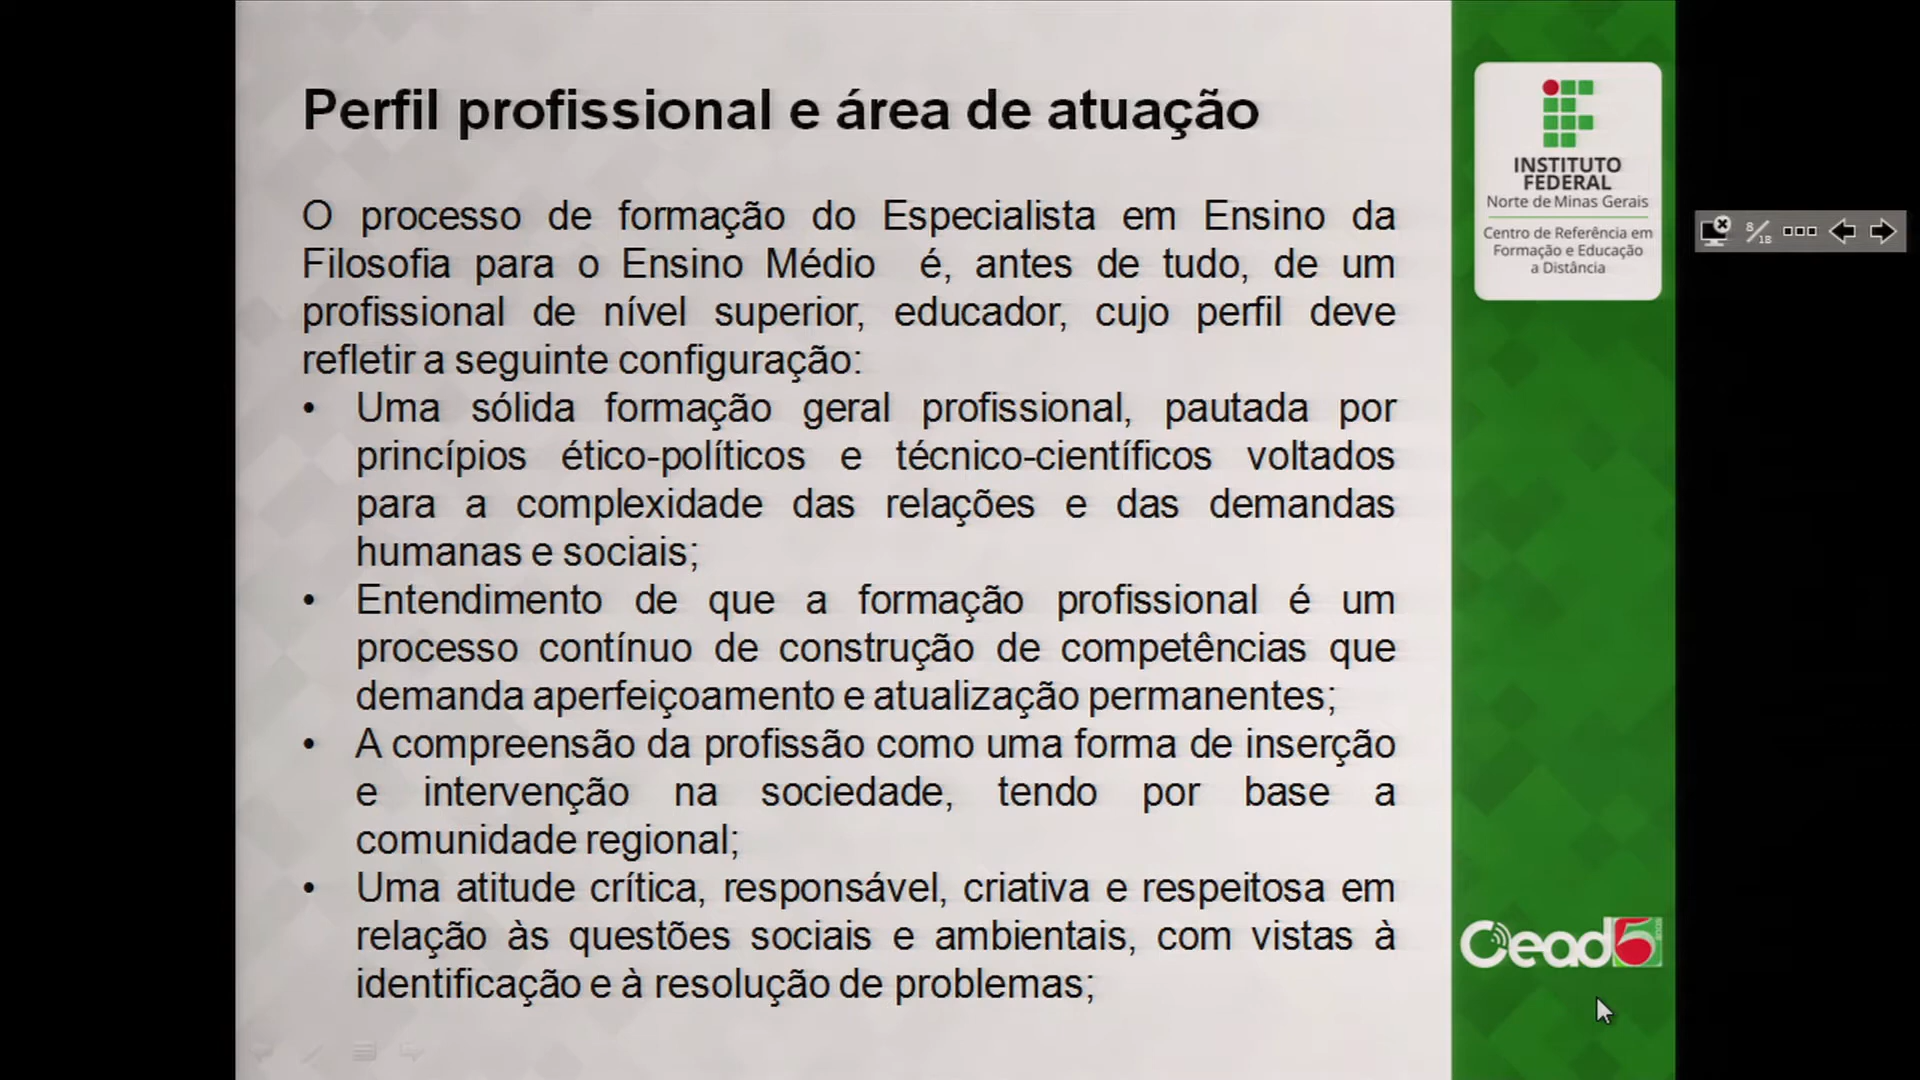 Perfil profissional e área de atuação
O processo de formação do Especialista em Ensino da
Filosofia para o Ensino Médio é, antes de tudo, de um
profissional de nível superior, educador, cujo perfil deve
refletir a seguinte configuração:
• Uma sólida formação geral profissional, pautada por
princípios ético-políticos e técnico-científicos voltados
para a complexidade das relações e das demandas
humanas e sociais;
• Entendimento de que a formação profissional é um
processo contínuo de construção de competências que
demanda aperfeiçoamento e atualização permanentes;
• A compreensão da profissão como uma forma de inserção
e intervenção na sociedade, tendo por base a
comunidade regional;
• Uma atitude crítica, responsável, criativa e respeitosa em
relação às questões sociais e ambientais, com vistas à
identificação e à resolução de problemas;
INSTITUTO
FEDERAL
Norte de Minas Gerais
Centro de Referência em
Formação e Educação
a Distância
8/18
Cead 5